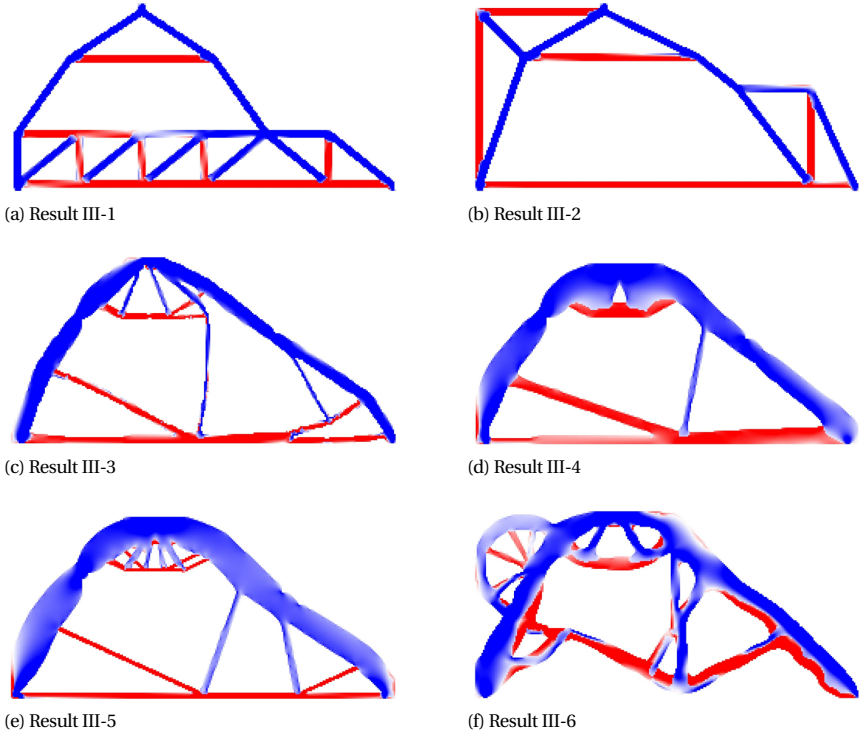 (a) Result III-1
(b) Result III-2
(c) Result III-3
(d) Result III-4
(e) Result III-5
(f) Result III-6